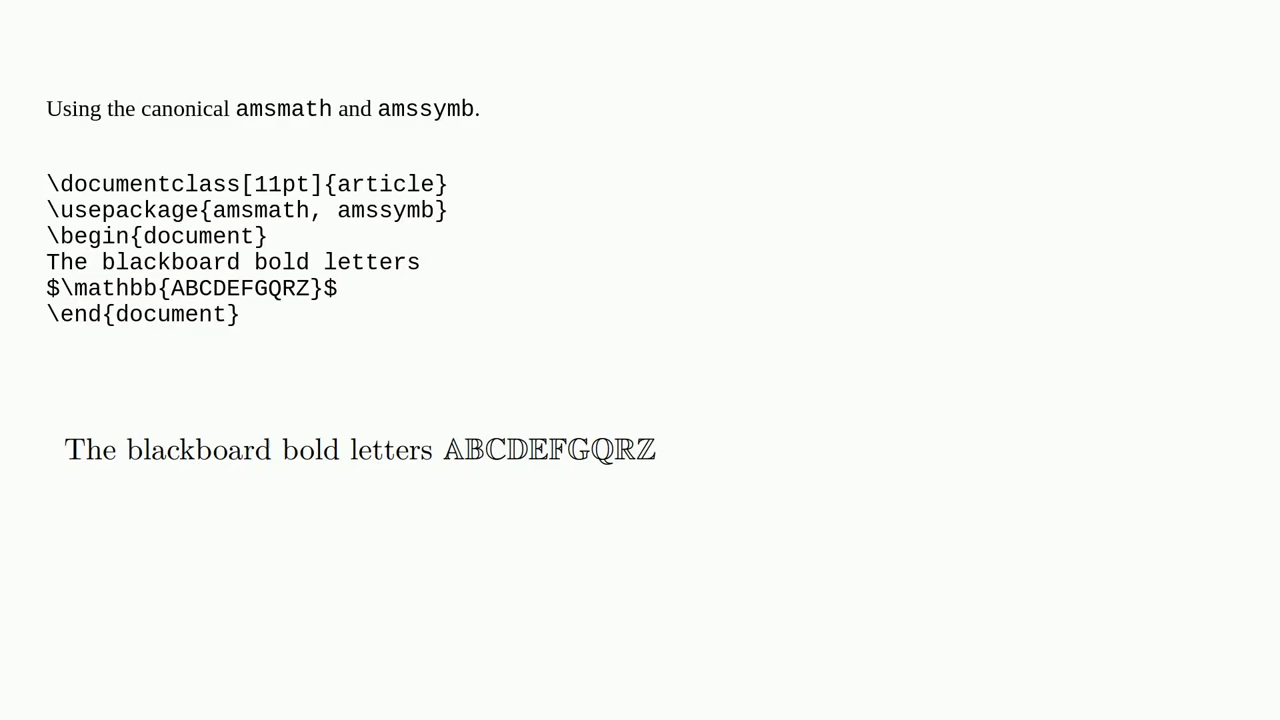 Using the canonical amsmath and amssymb.
\documentclass[11pt]{article}
\usepackage{amsmath, amssymb}
\begin{document}
The blackboard bold letters
$\mathbb{ABCDEFGQRZ}$
\end{document}
The blackboard bold letters 𝔸𝔹ℂ𝔻𝔼𝔽𝔾ℚℝℤ